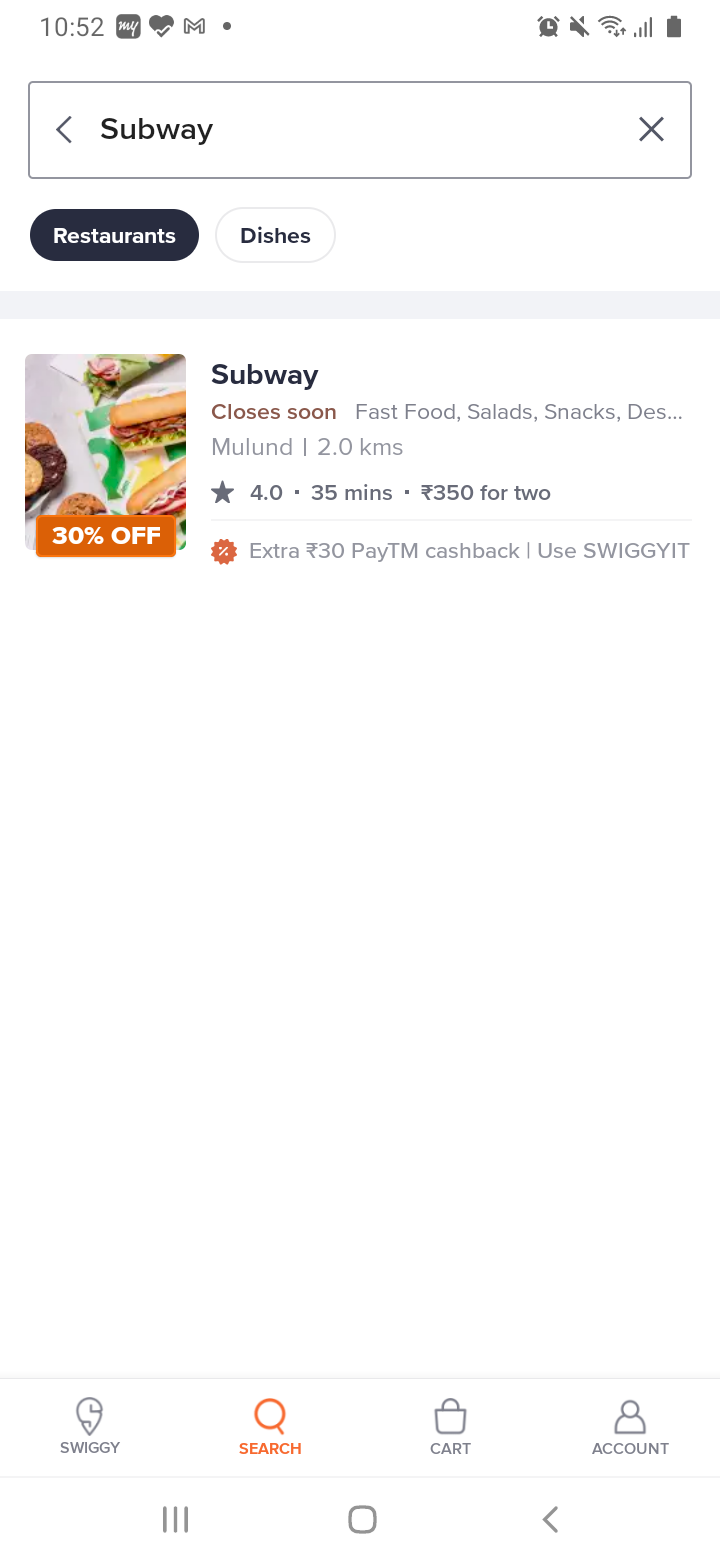 10:52
my
Subway
Restaurants
Dishes
Subway
Closes soon Fast Food, Salads, Snacks, Des...
Mulund | 2.0 kms
4.0 · 35 mins · ₹350 for two
30% OFF
Extra ₹30 PayTM cashback | Use SWIGGYIT
SWIGGY
SEARCH
CART
ACCOUNT